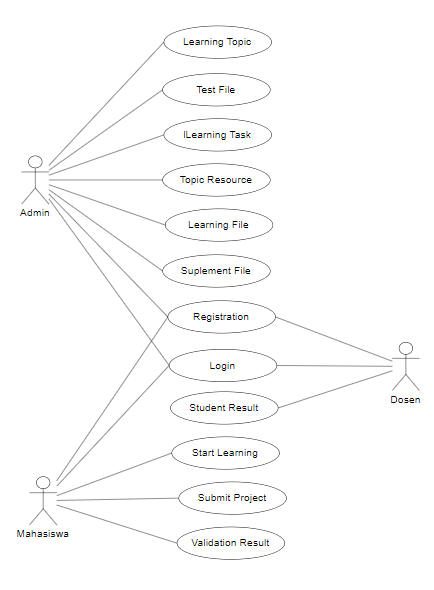 Learning Topic
Test File
lLearning Task
Topic Resource
Admin
Learning File
Suplement File
Registration
Login
Dosen
Student Result
Start Learning
Submit Project
Mahasiswa
Validation Result